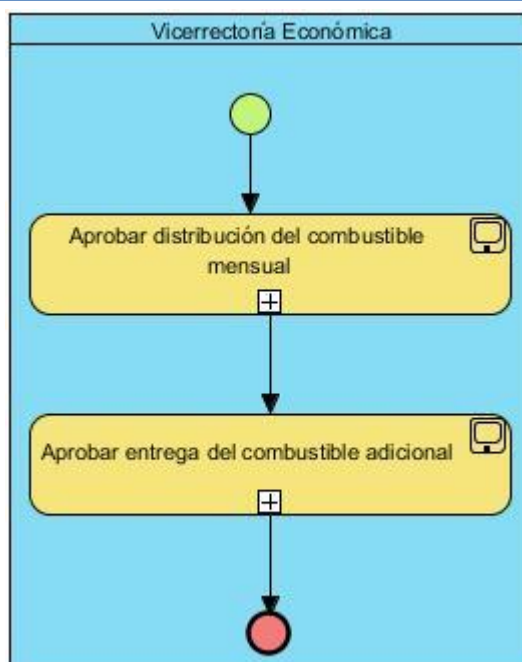 Vicerrectoría Económica
Aprobar distribución del combustible
mensual
Aprobar entrega del combustible adicional